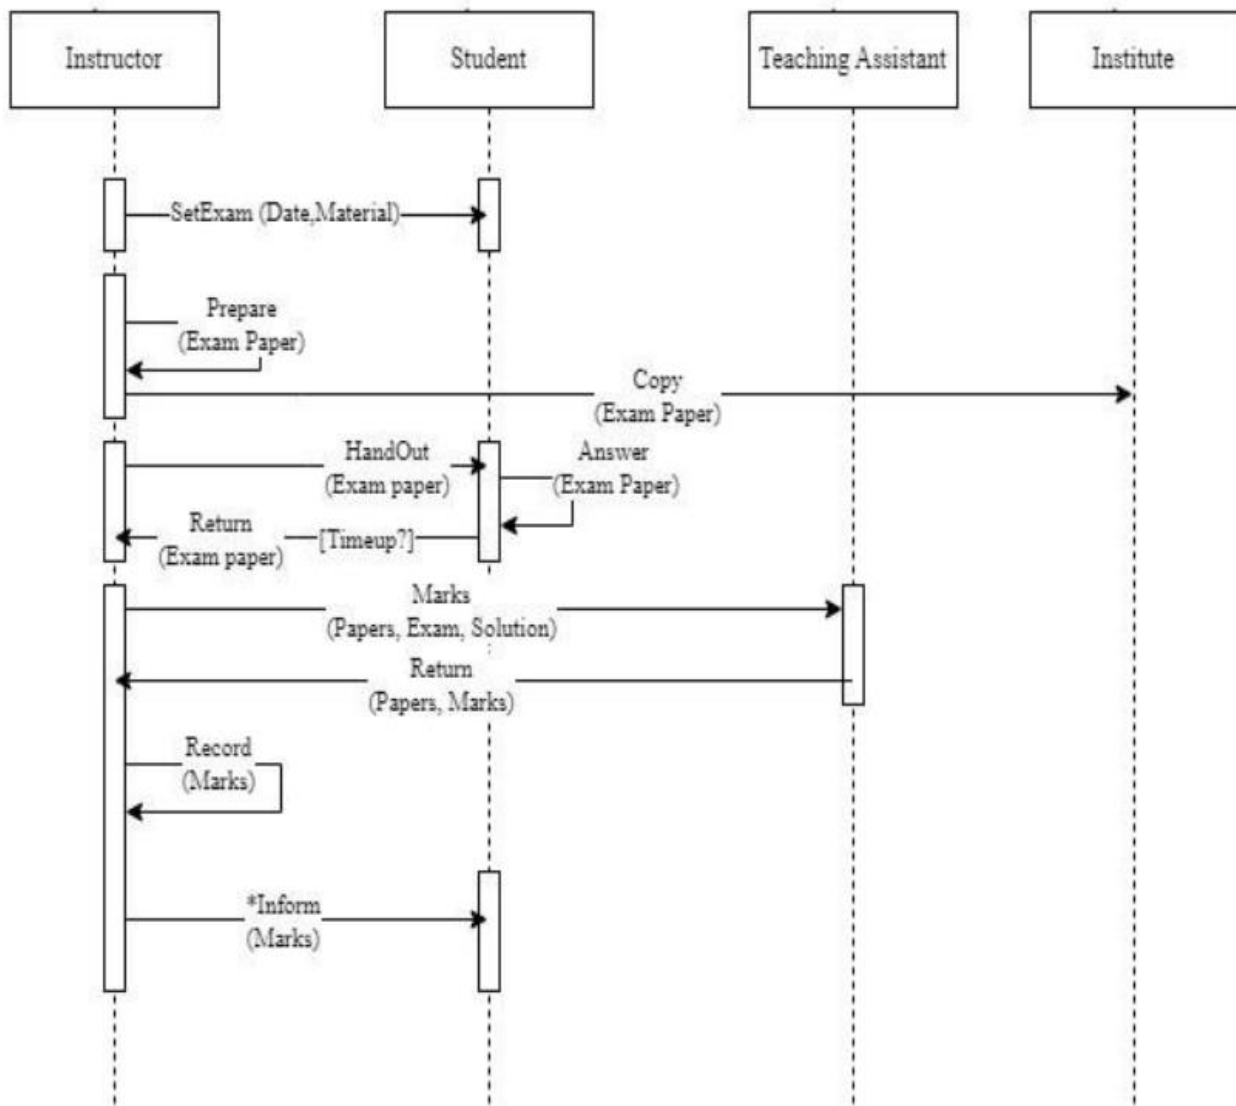 Instructor
Student
Teaching Assistant
Institute
SetExam (Date,Material)
Prepare
(Exam Paper)
Copy
(Exam Paper)
HandOut
(Exam paper)
Answer
(Exam Paper)
Return
(Exam paper)
[Timeup?]
Marks
(Papers, Exam, Solution)
Return
(Papers, Marks)
Record
(Marks)
*Inform
(Marks)